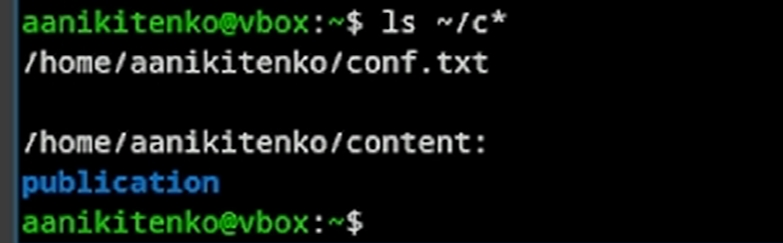 aanikitenko@vbox:~$ ls ~/c*
/home/aanikitenko/conf.txt
/home/aanikitenko/content:
publication
aanikitenko@vbox:~$